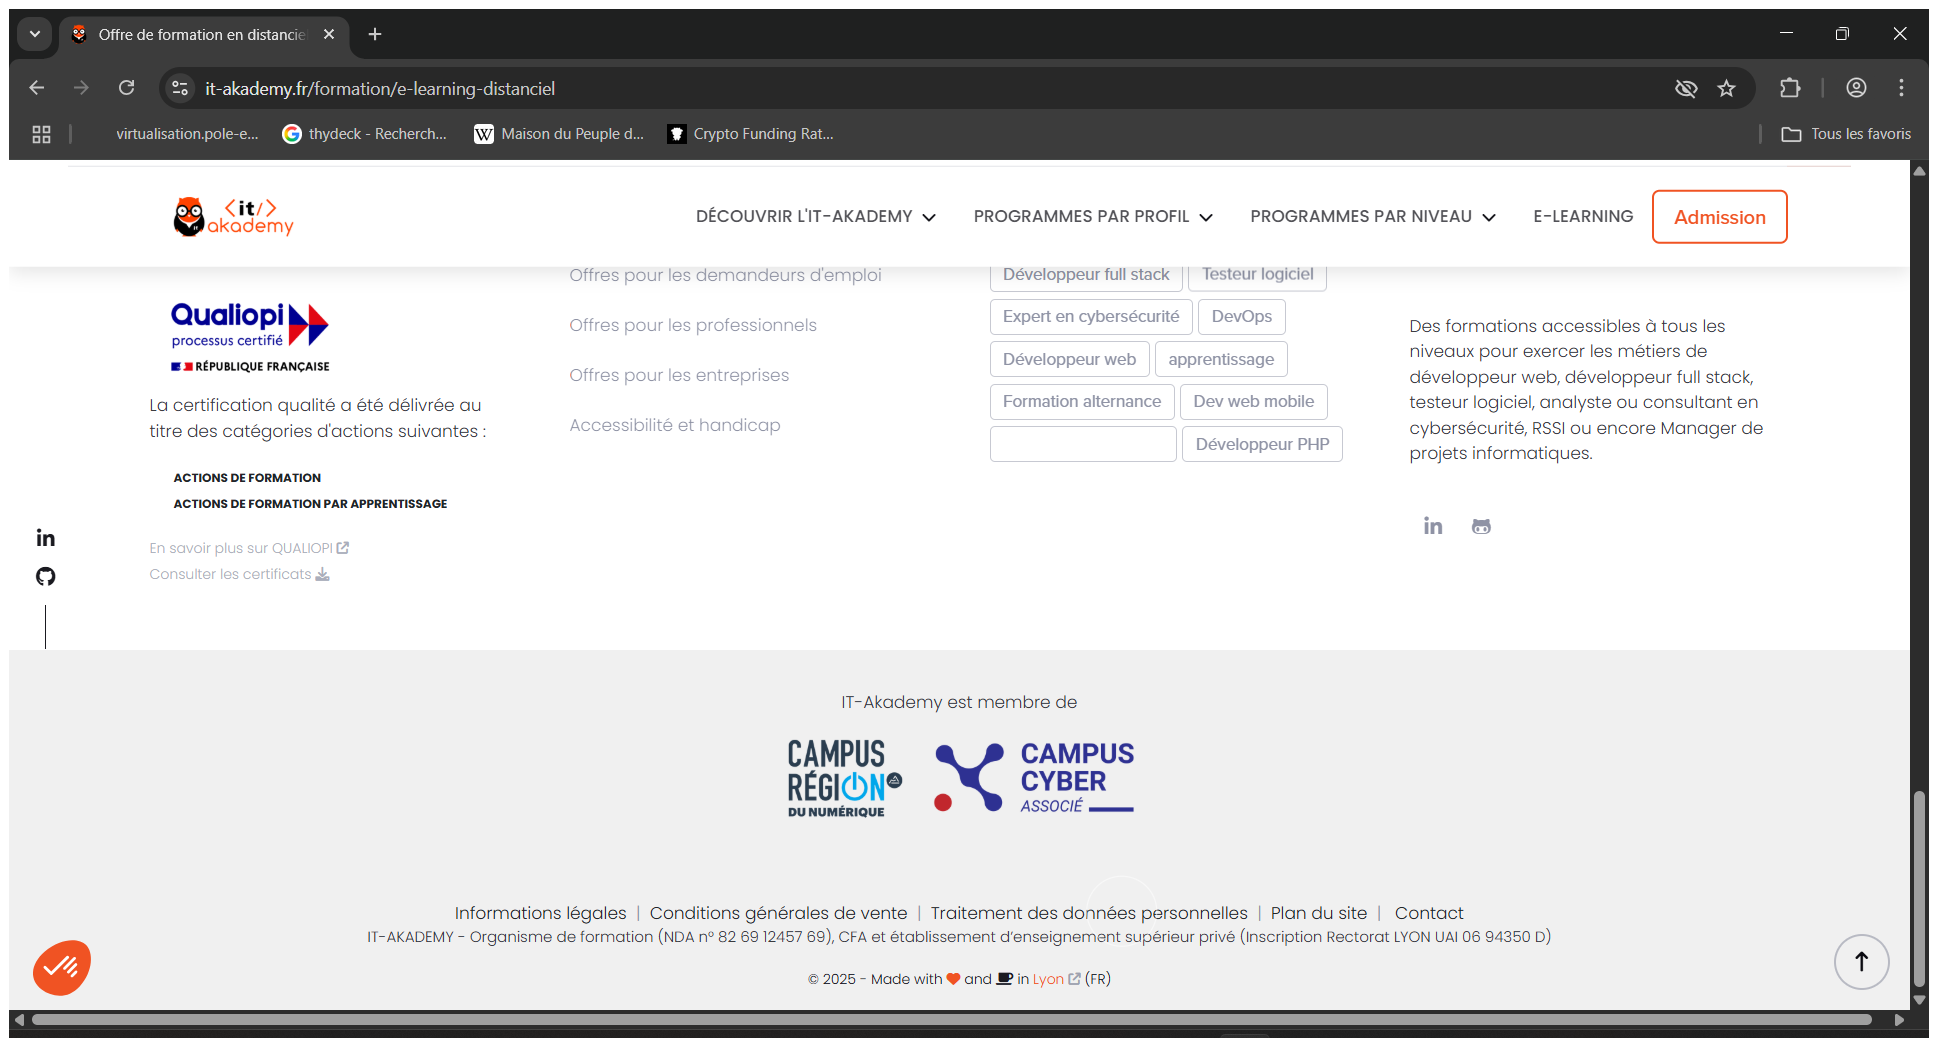 Offre de formation en distancie
it-akademy.fr/formation/e-learning-distanciel
virtualisation.pole-e...
thydeck - Recherch...
Maison du Peuple d...
Crypto Funding Rat...
Tous les favoris
<it/>
akademy
DÉCOUVRIR L'IT-AKADEMY
PROGRAMMES PAR PROFIL
PROGRAMMES PAR NIVEAU
E-LEARNING
Admission
Qualiopi
processus certifié
RÉPUBLIQUE FRANÇAISE
La certification qualité a été délivrée au
titre des catégories d'actions suivantes :
ACTIONS DE FORMATION
ACTIONS DE FORMATION PAR APPRENTISSAGE
En savoir plus sur QUALIOPI
Consulter les certificats
Offres pour les demandeurs d'emploi
Offres pour les professionnels
Offres pour les entreprises
Accessibilité et handicap
Développeur full stack
Testeur logiciel
Expert en cybersécurité
DevOps
Développeur web
apprentissage
Formation alternance
Dev web mobile
Développeur PHP
Des formations accessibles à tous les
niveaux pour exercer les métiers de
développeur web, développeur full stack,
testeur logiciel, analyste ou consultant en
cybersécurité, RSSI ou encore Manager de
projets informatiques.
IT-Akademy est membre de
CAMPUS
RÉGION
DU NUMÉRIQUE
CAMPUS
CYBER
ASSOCIÉ
Informations légales | Conditions générales de vente | Traitement des données personnelles | Plan du site | Contact
IT-AKADEMY - Organisme de formation (NDA n° 82 69 12457 69), CFA et établissement d’enseignement supérieur privé (Inscription Rectorat LYON UAI 06 94350 D)
© 2025 - Made with and in Lyon (FR)